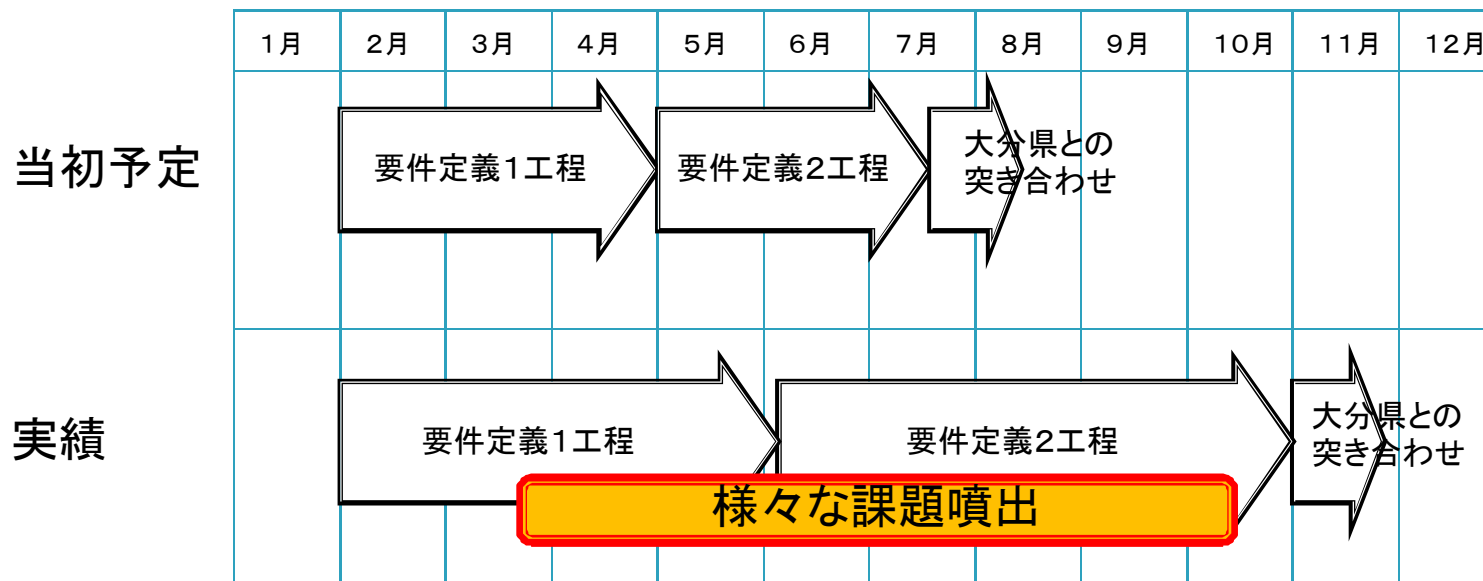 1月 2月 3月 4月 5月 6月 7月 8月 9月 10月 11月 12月
当初予定
要件定義1工程
要件定義2工程
大分県との
突き合わせ
実績
要件定義1工程
要件定義2工程
大分県との
突き合わせ
様々な課題噴出